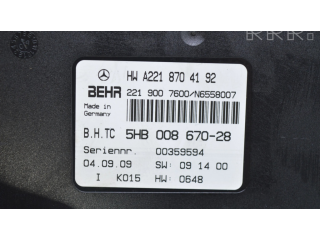 RRR.
HW A221 870 41 92
BEHR 221 900 7600/N6558007
Made in
Germany
B.H.TC 5HB 008 670-28
Seriennr. 00359594
04.09.09 SW: 09 14 00
I K015 HW: 0648